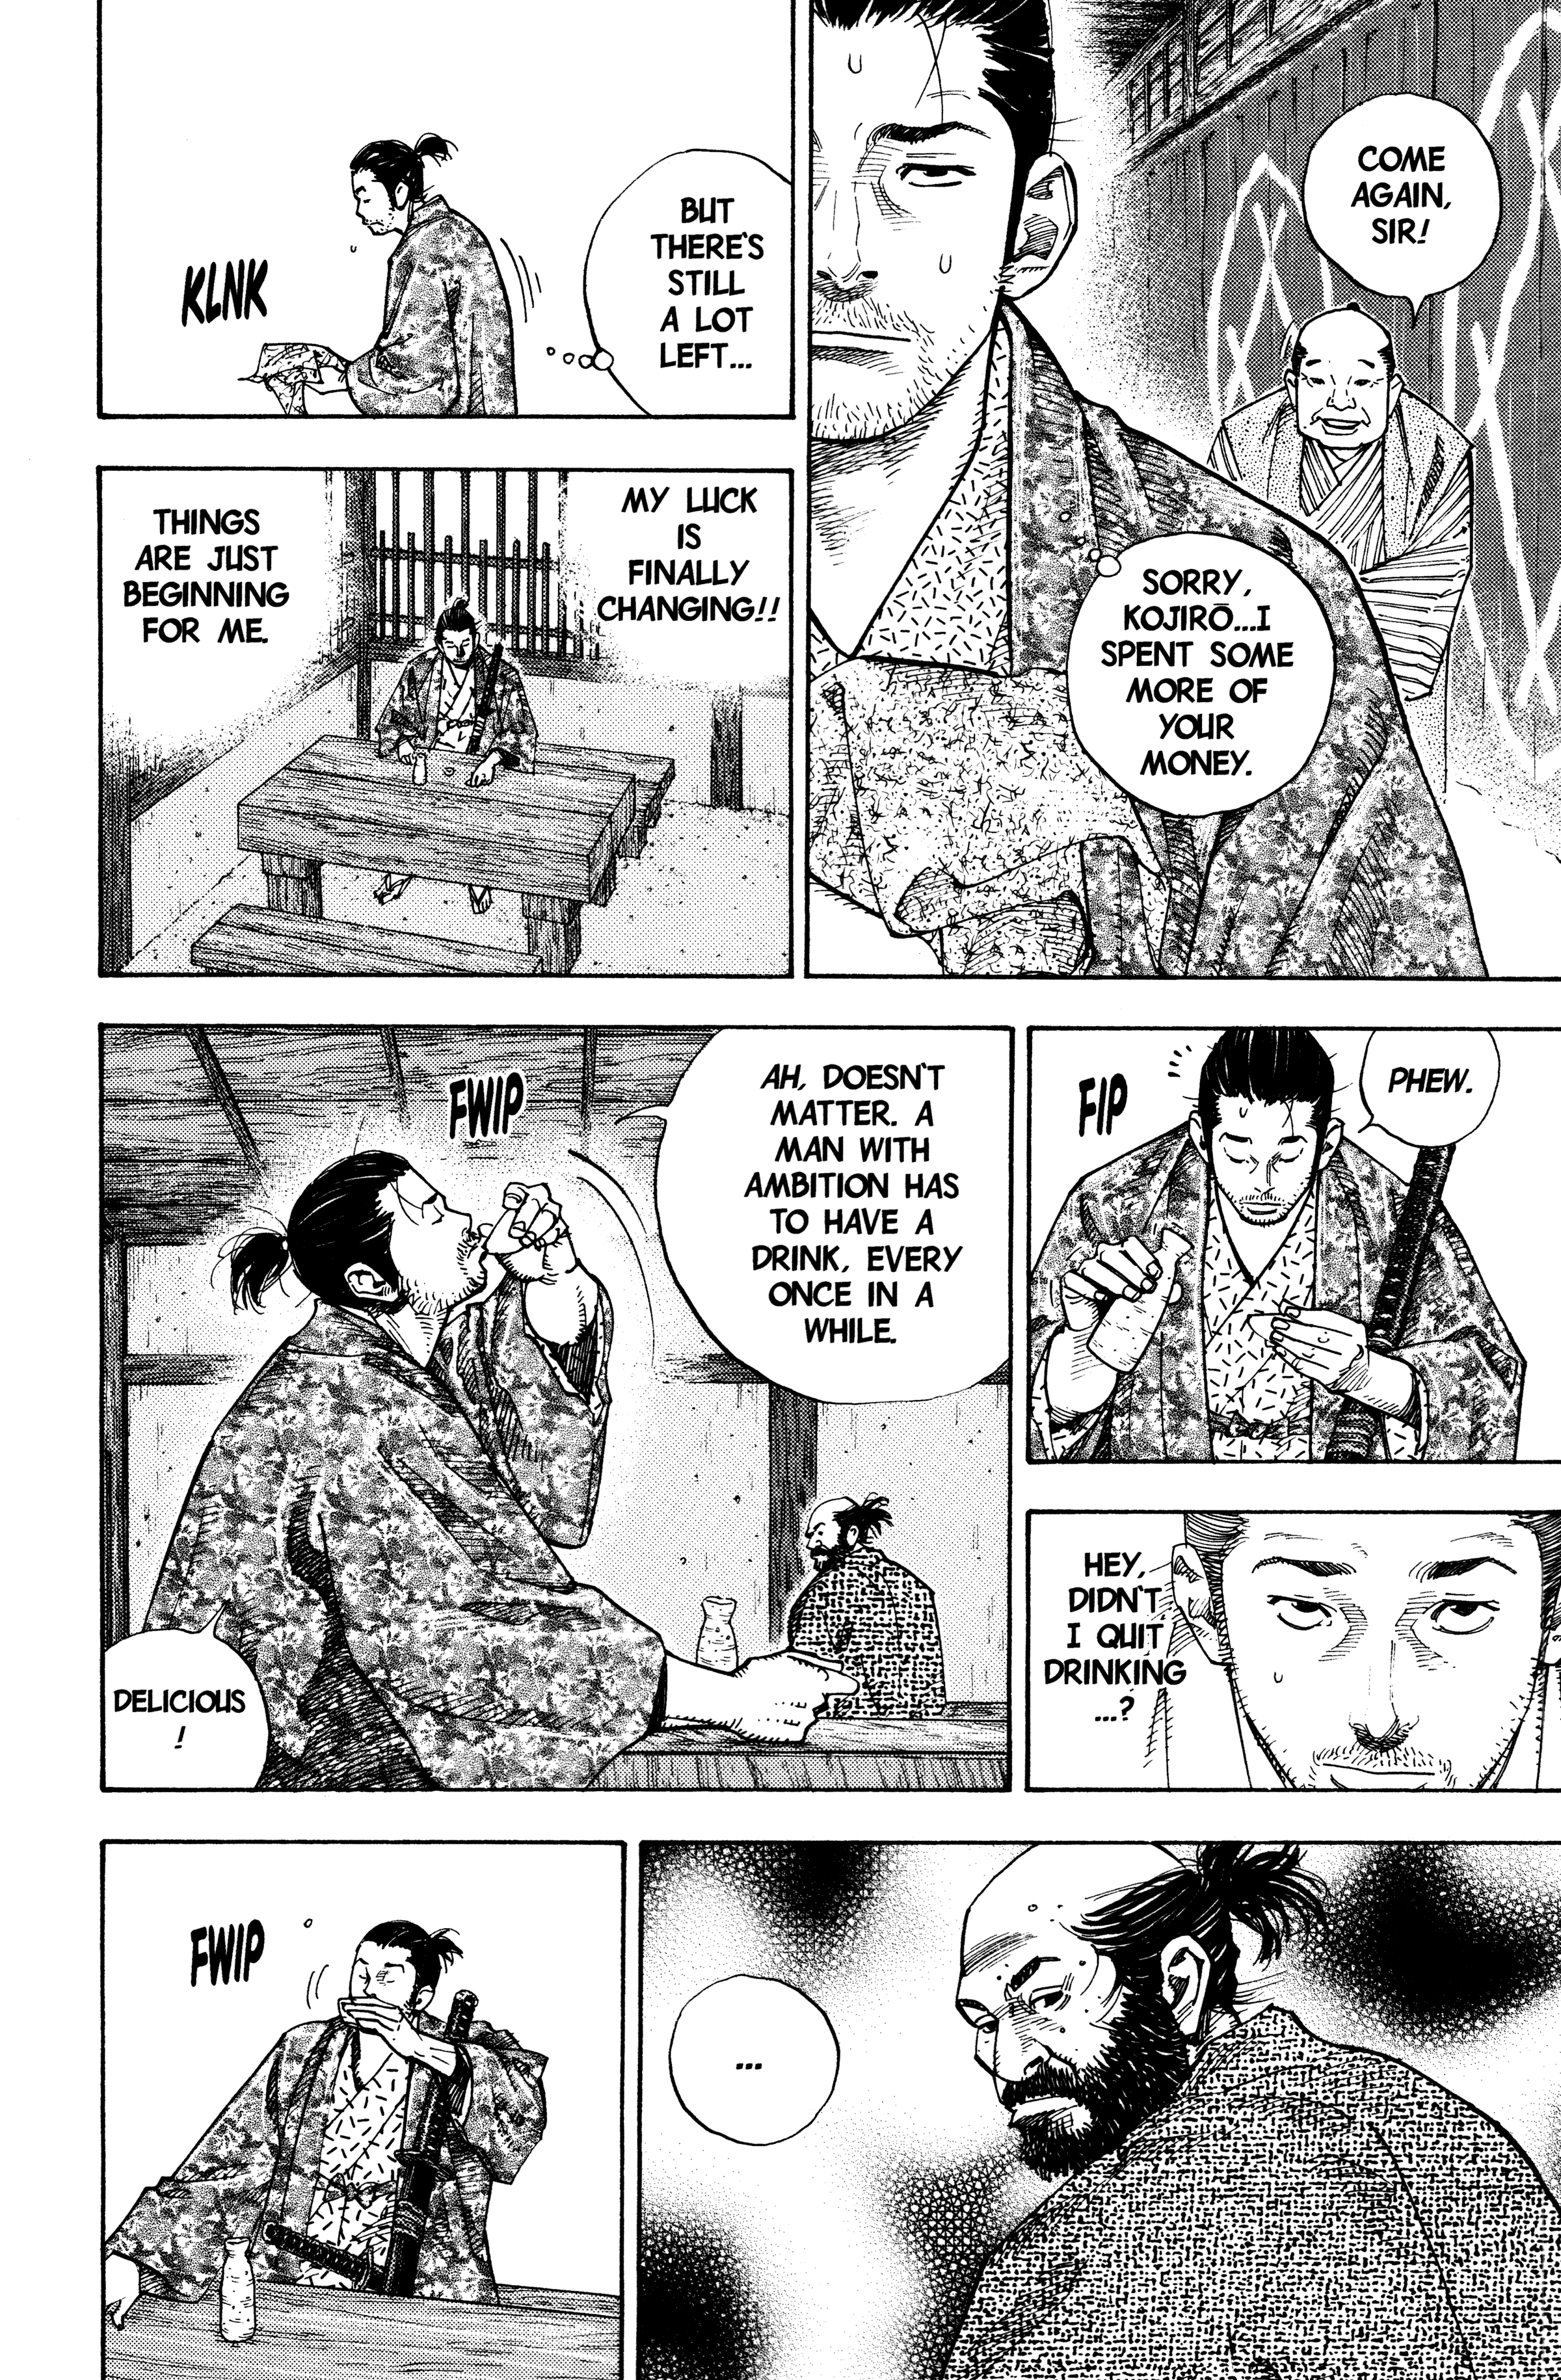 COME
AGAIN,
SIR!
SORRY,
KOJIRŌ...I
SPENT SOME
MORE OF
YOUR
MONEY.
BUT
THERE'S
STILL
A LOT
LEFT...
KLNK
MY LUCK
IS
FINALLY
CHANGING!!
THINGS
ARE JUST
BEGINNING
FOR ME.
PHEW.
FIP
HEY,
DIDN'T
I QUIT
DRINKING
...?
AH, DOESN'T
MATTER. A
MAN WITH
AMBITION HAS
TO HAVE A
DRINK, EVERY
ONCE IN A
WHILE.
FWIP
DELICIOUS
!
...
FWIP